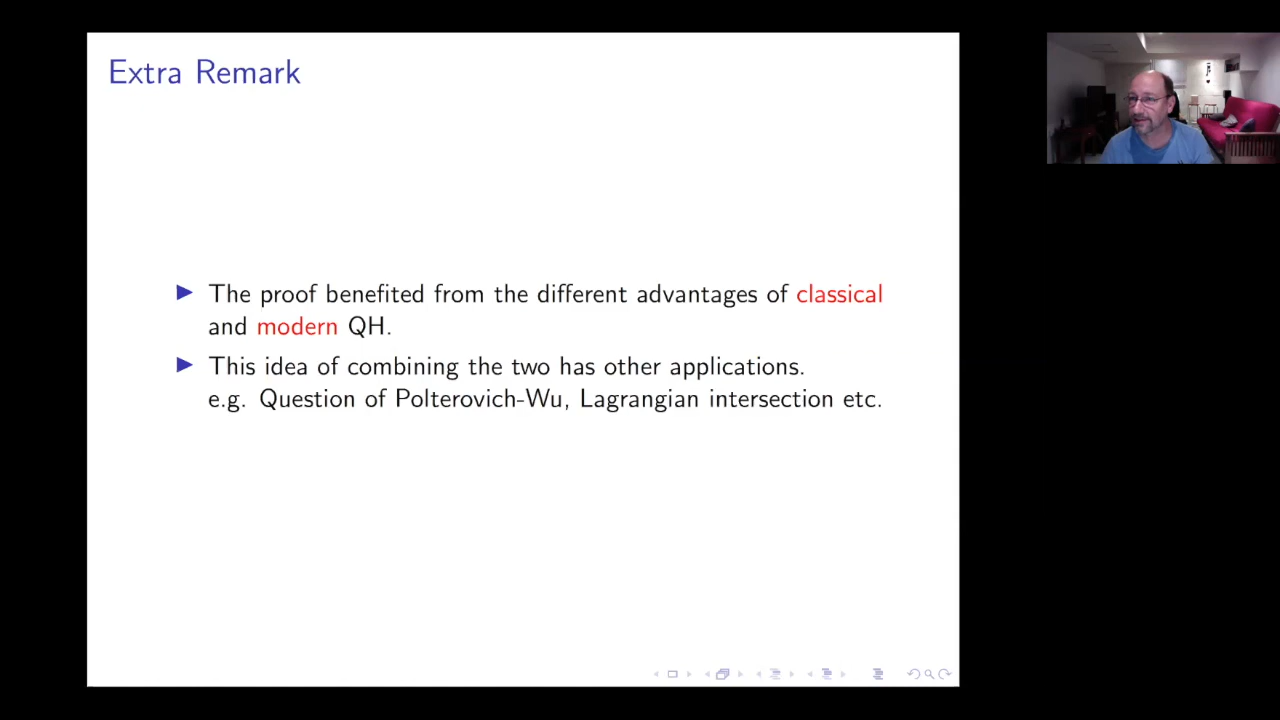 Extra Remark
The proof benefited from the different advantages of classical
and modern QH.
This idea of combining the two has other applications.
e.g. Question of Polterovich-Wu, Lagrangian intersection etc.